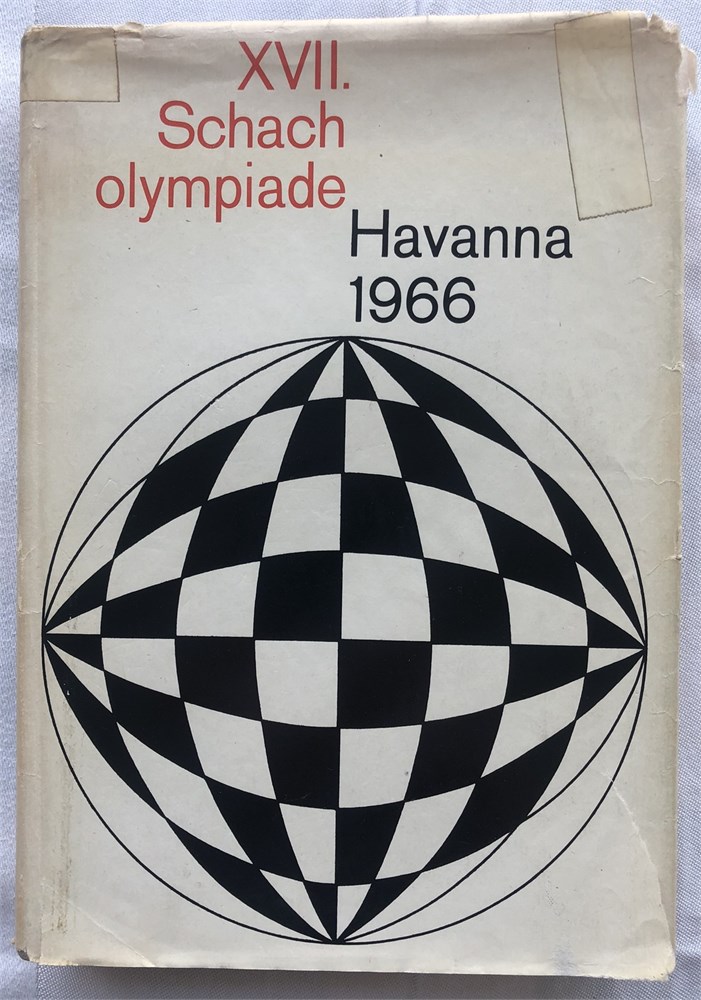 XVII.
Schach
olympiade
Havanna
1966